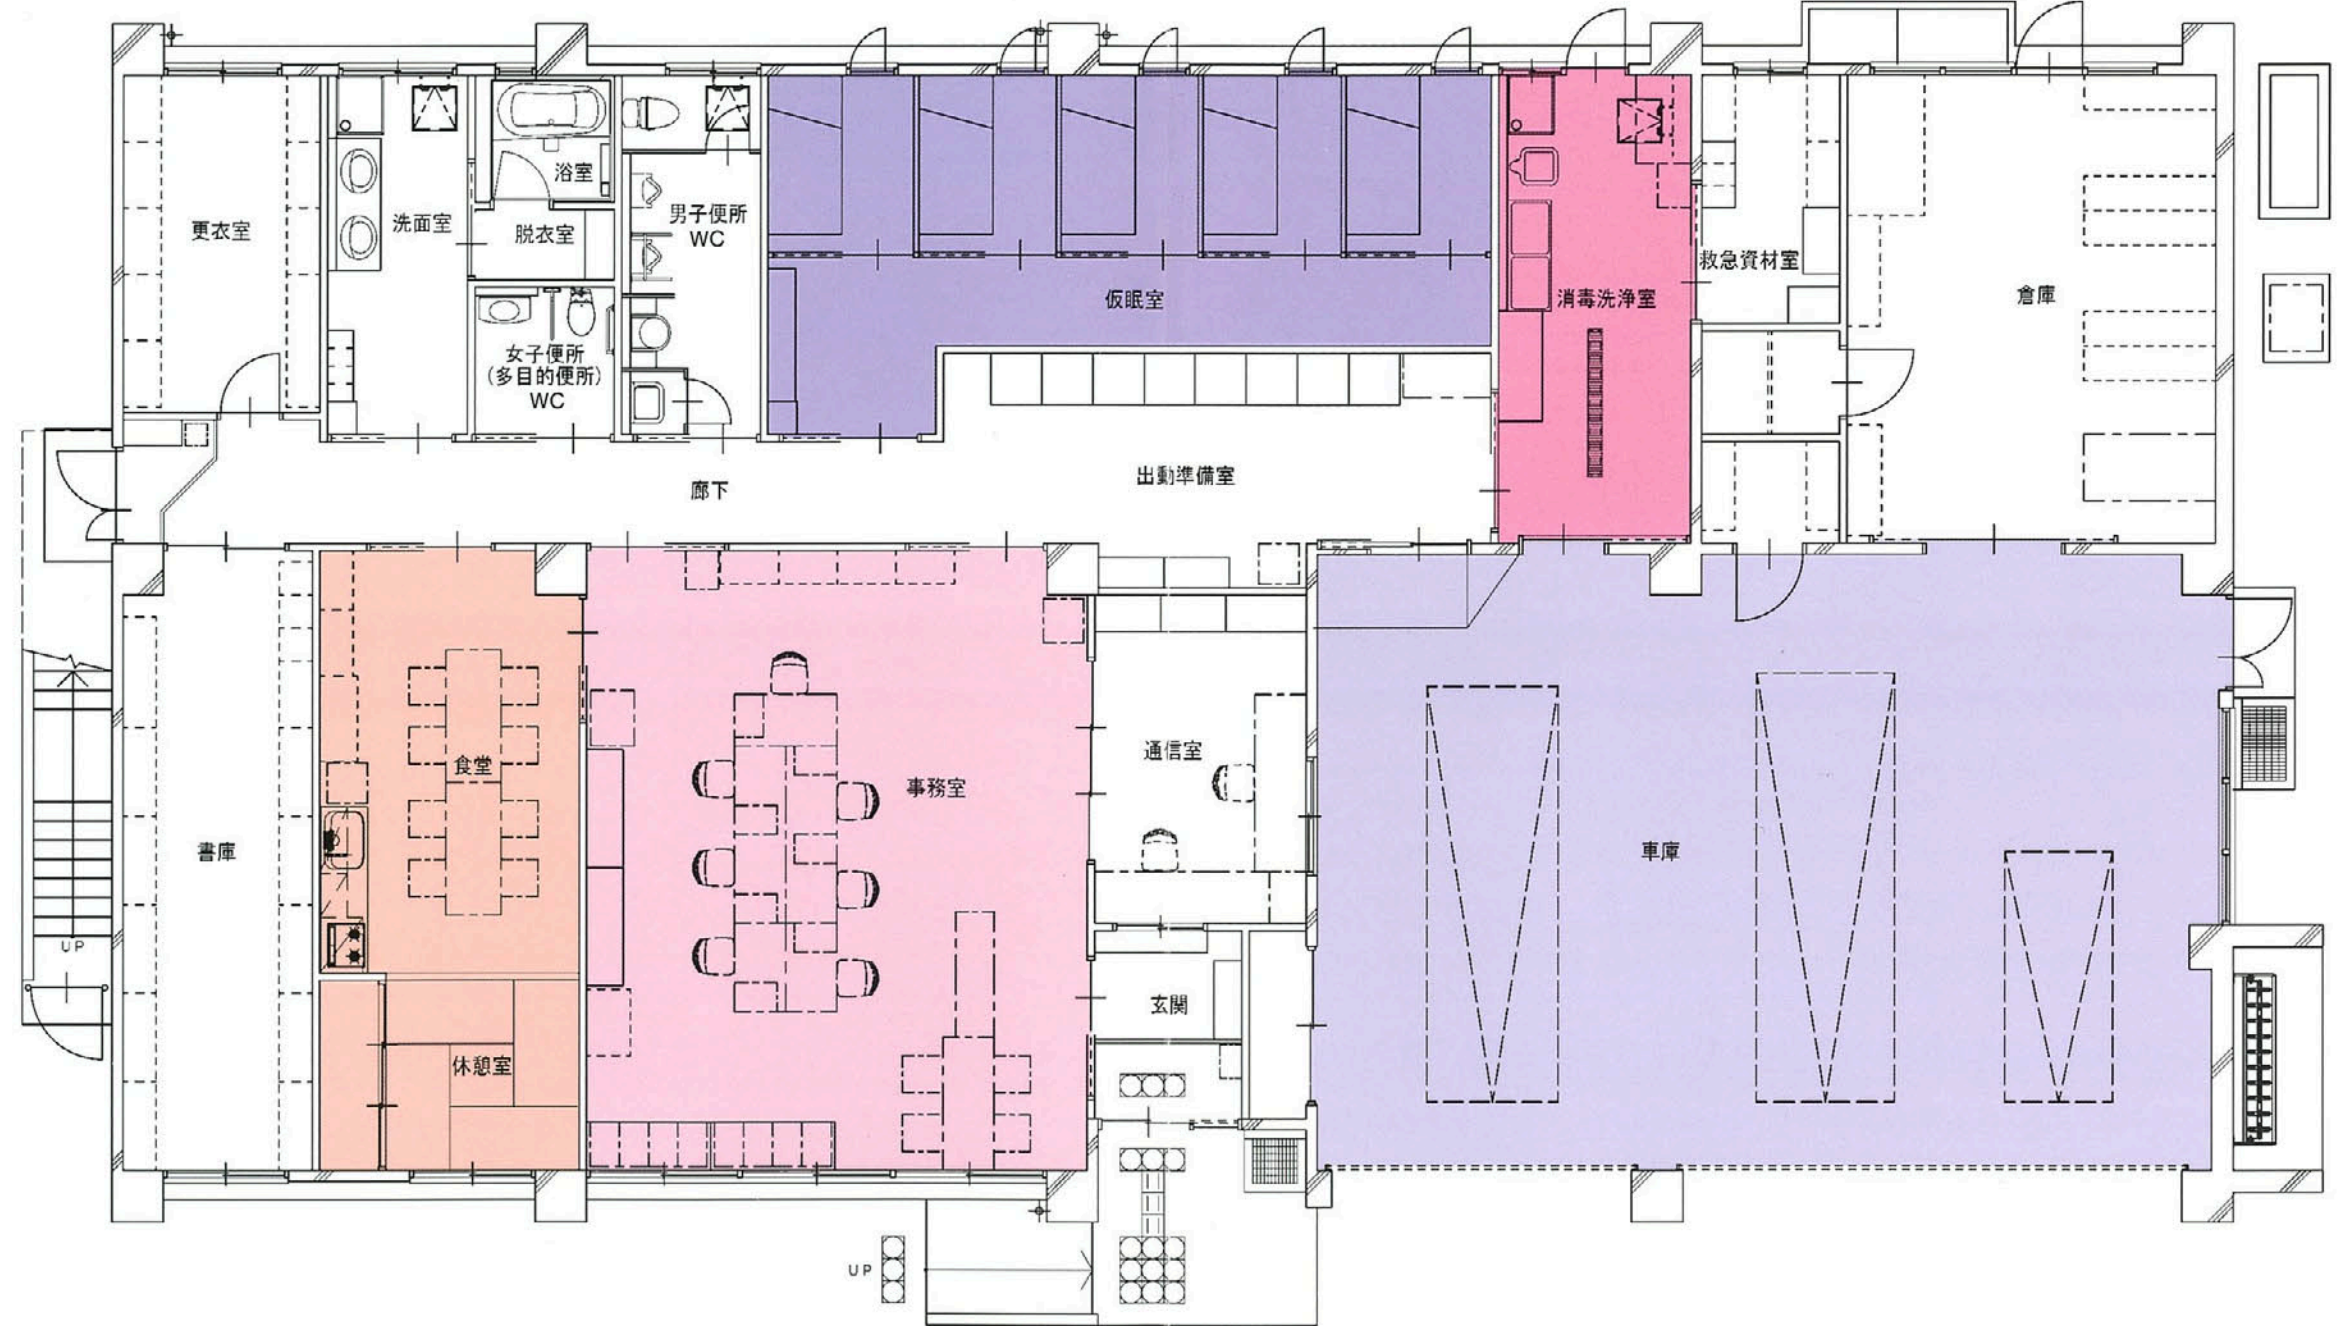 浴室
更衣室
洗面室
脱衣室
男子便所
WC
仮眠室
消毒洗浄室
救急資材室
倉庫
女子便所
(多目的便所)
WC
廊下
出動準備室
食堂
事務室
通信室
車庫
書庫
UP
玄関
休憩室
UP